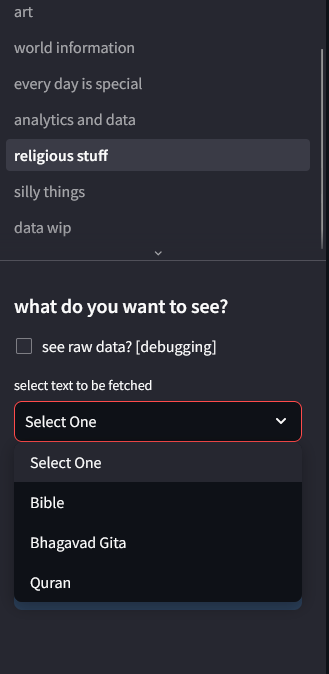 art
world information
every day is special
analytics and data
religious stuff
silly things
data wip
what do you want to see?
see raw data? [debugging]
select text to be fetched
Select One
Select One
Bible
Bhagavad Gita
Quran